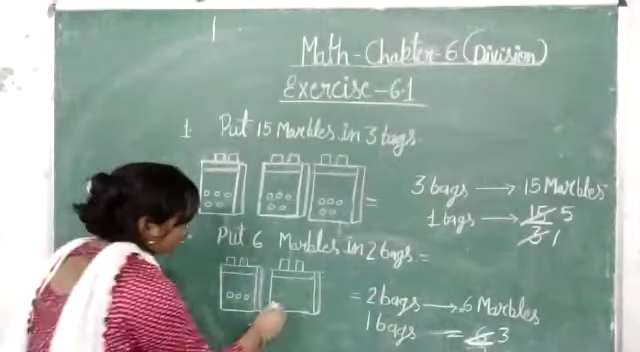 Math-Chapter-6 (Division)
Exercise-6.1
1. Put 15 Marbles in 3 bags.
3 bags → 15 Marbles
1 bags → 15/3 5
1
=
Put 6 Marbles in 2 bags =
= 2 bags → 6 Marbles
1 bags = 3